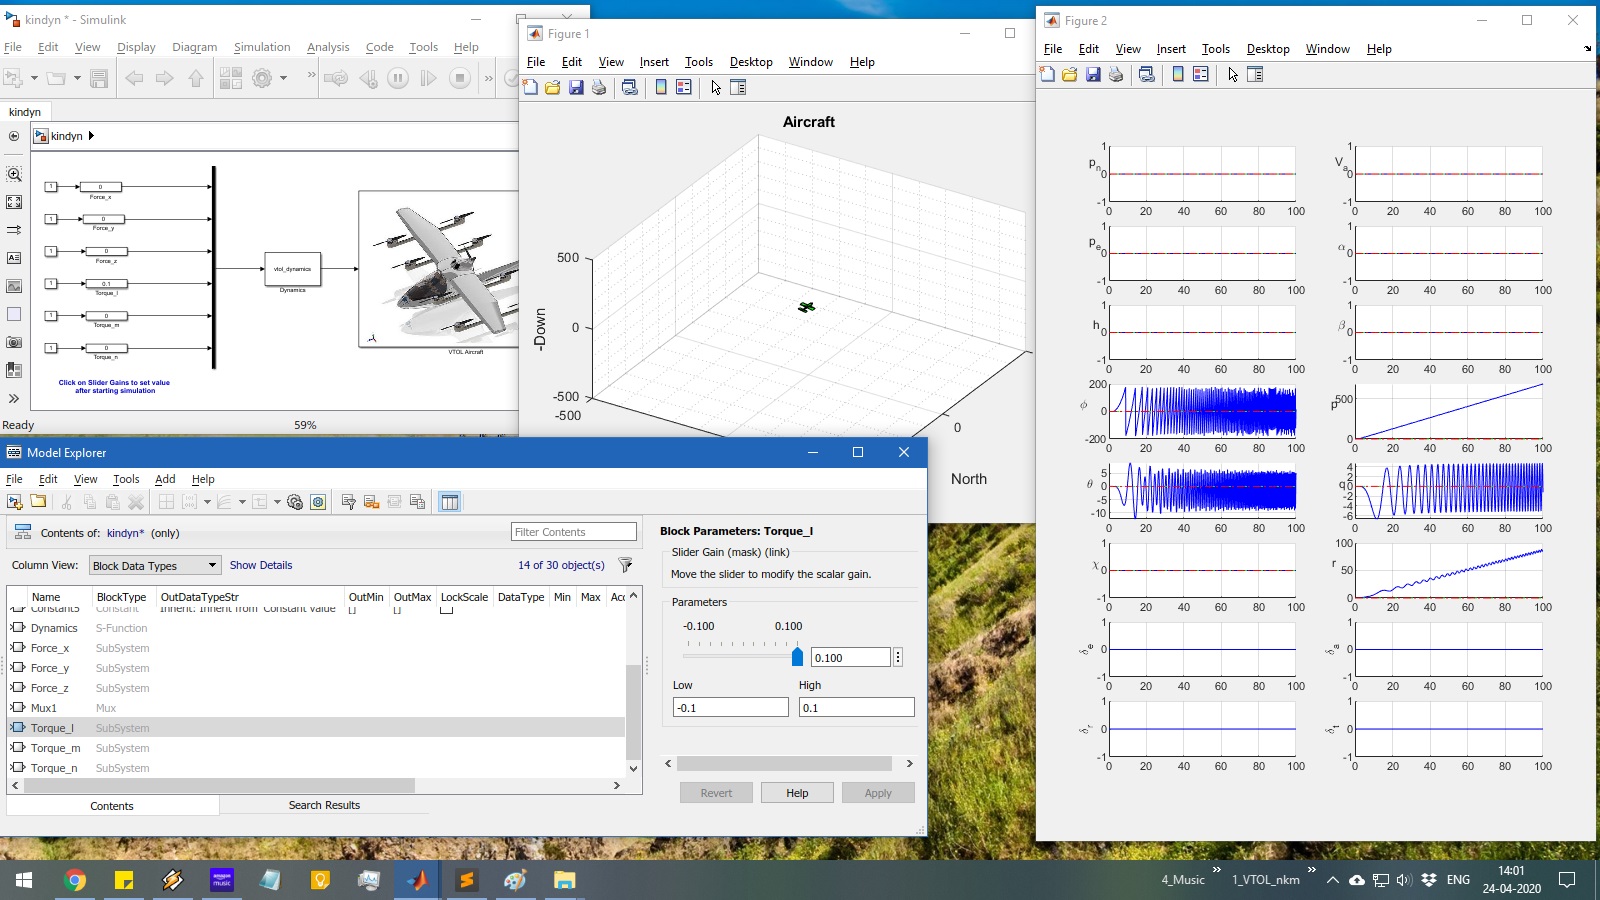 kindyn * - Simulink
File Edit View Display Diagram Simulation Analysis Code Tools Help
kindyn
kindyn
1 0
Force_x
1 0
Force_y
1 0
Force_z
1 0.1
Torque_l
1 0
Torque_m
1 0
Torque_n
vtol_dynamics
Dynamics
VTOL Aircraft
Click on Slider Gains to set value
after starting simulation
Ready 59%
Figure 1
File Edit View Insert Tools Desktop Window Help
Aircraft
500
0
-500
-500
-Down
0
North
Figure 2
File Edit View Insert Tools Desktop Window Help
pn
1
0
-1
0 20 40 60 80 100
Va
1
0
-1
0 20 40 60 80 100
pe
1
0
-1
0 20 40 60 80 100
α
1
0
-1
0 20 40 60 80 100
h
1
0
-1
0 20 40 60 80 100
β
1
0
-1
0 20 40 60 80 100
ϕ
200
0
-200
0 20 40 60 80 100
p
500
0
0 20 40 60 80 100
θ
5
0
-5
-10
0 20 40 60 80 100
q
4
2
0
-2
-4
-6
0 20 40 60 80 100
χ
1
0
-1
0 20 40 60 80 100
r
100
50
0
0 20 40 60 80 100
δe
1
0
-1
0 20 40 60 80 100
δa
1
0
-1
0 20 40 60 80 100
δr
1
0
-1
0 20 40 60 80 100
δt
1
0
-1
0 20 40 60 80 100
Model Explorer
File Edit View Tools Add Help
Contents of: kindyn* (only)
Filter Contents
Column View: Block Data Types Show Details 14 of 30 object(s)
Name BlockType OutDataTypeStr OutMin OutMax LockScale DataType Min Max Acc
Constant5 Constant Inherit: Inherit from 'Constant value' [] []
Dynamics S-Function
Force_x SubSystem
Force_y SubSystem
Force_z SubSystem
Mux1 Mux
Torque_l SubSystem
Torque_m SubSystem
Torque_n SubSystem
Contents Search Results
Block Parameters: Torque_l
Slider Gain (mask) (link)
Move the slider to modify the scalar gain.
Parameters
-0.100 0.100
0.100
Low High
-0.1 0.1
Revert Help Apply
amazon music
4_Music » 1_VTOL_nkm » ENG
14:01
24-04-2020